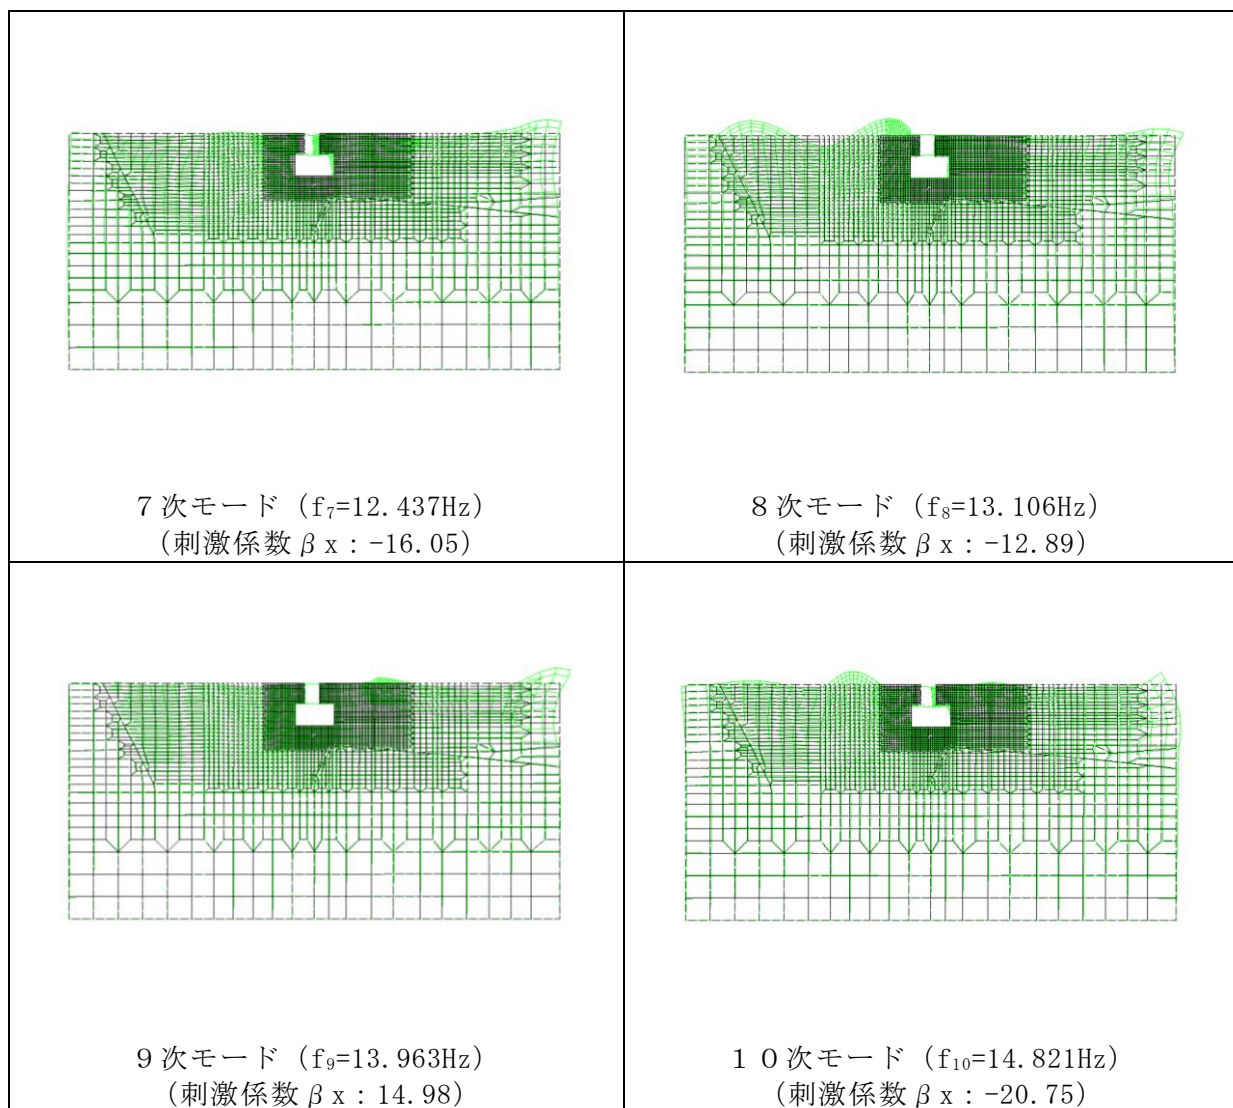 7次モード (f₇=12.437Hz)
(刺激係数βx:-16.05)
8次モード (f₈=13.106Hz)
(刺激係数βx:-12.89)
9次モード (f₉=13.963Hz)
(刺激係数βx:14.98)
10次モード (f₁₀=14.821Hz)
(刺激係数βx:-20.75)